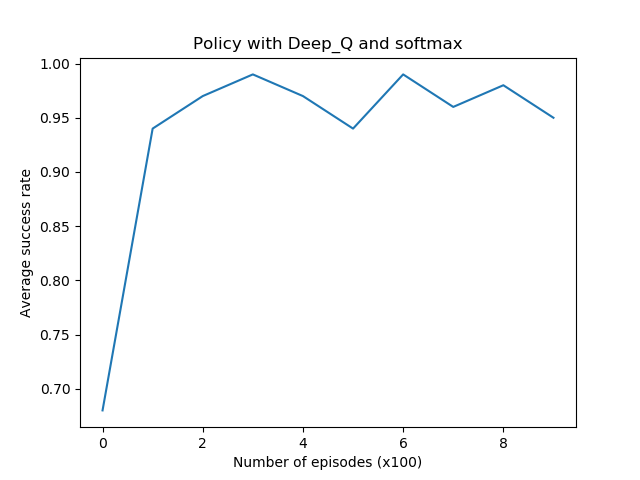 Policy with Deep_Q and softmax
1.00
0.95
0.90
0.85
0.80
0.75
0.70
Average success rate
0 2 4 6 8
Number of episodes (x100)